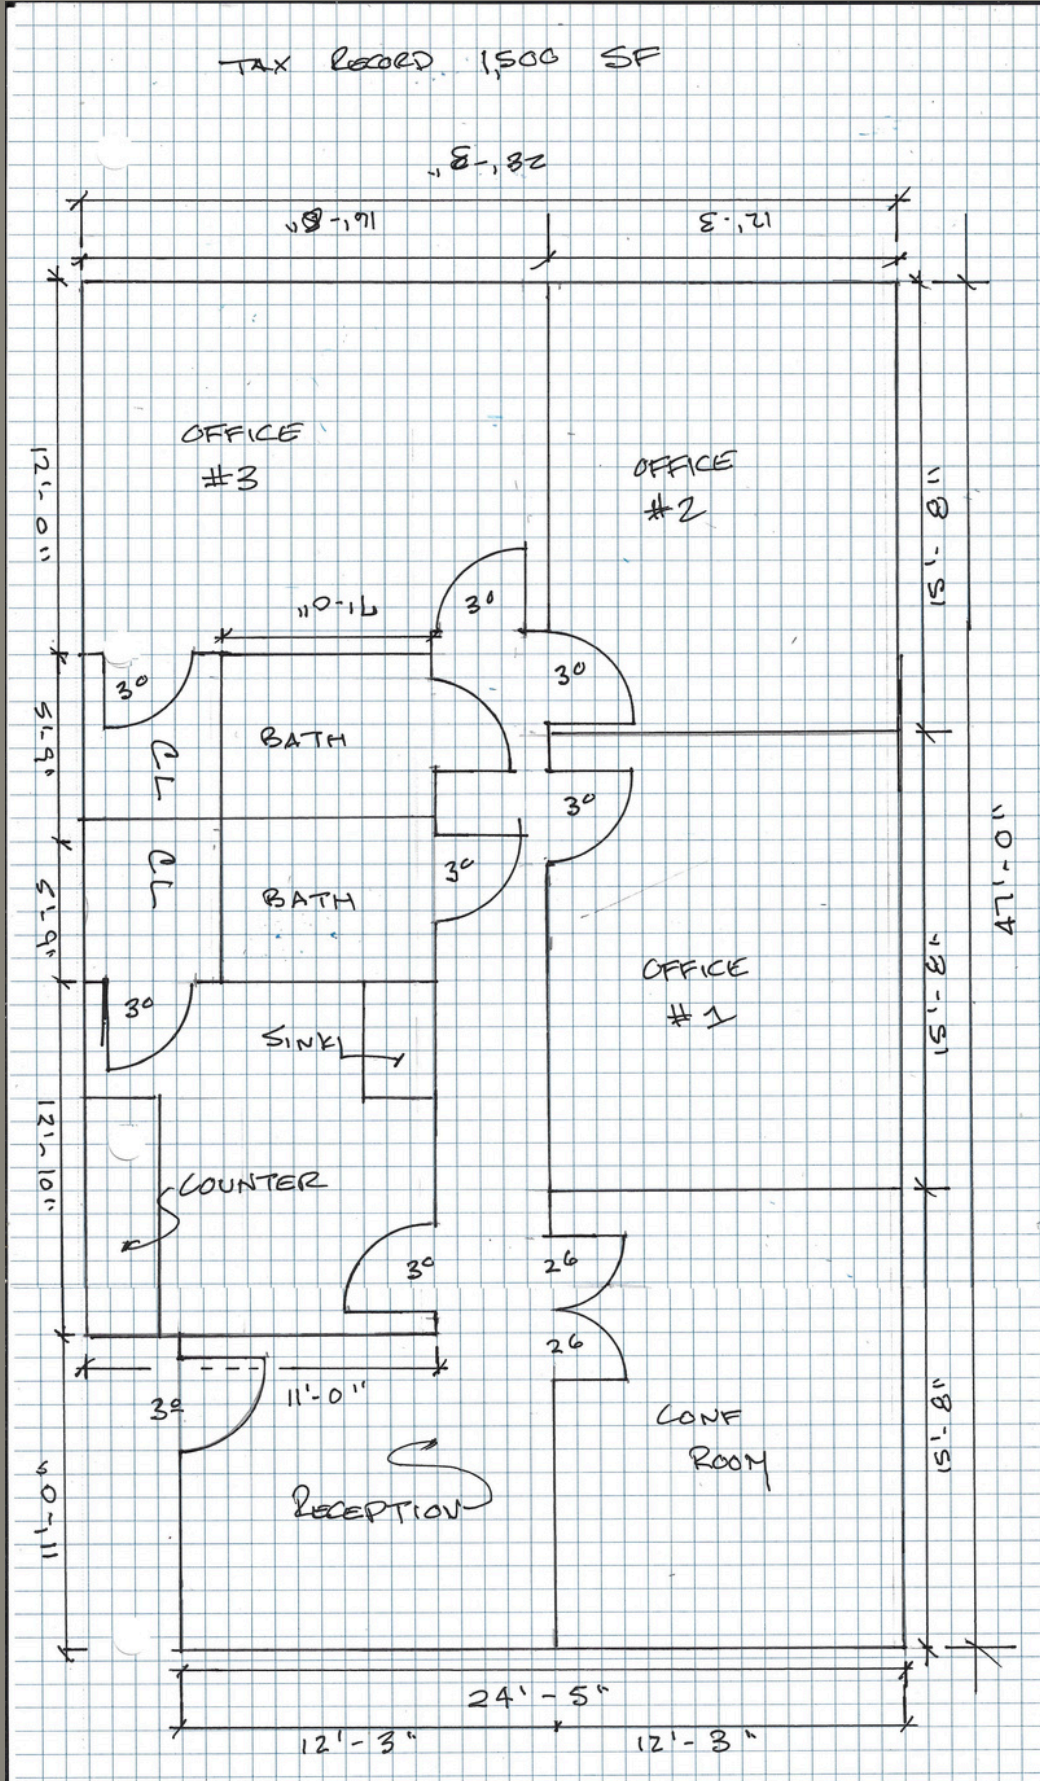 TAX RECORD 1,500 SF
28'-3"
12'-3
OFFICE
#3
OFFICE
#2
12'-0"
15'-8"
7'-0"
3⁰
3⁰
3⁰
BATH
CL
5'-9"
3⁰
3⁰
BATH
CL
5'-9"
47'-0"
OFFICE
#1
15'-8"
3⁰
SINK
12'-10"
COUNTER
3⁰
26
26
11'-0"
3⁰
CONF
ROOM
15'-8"
RECEPTION
11'-0"
24'-5"
12'-3"
12'-3"